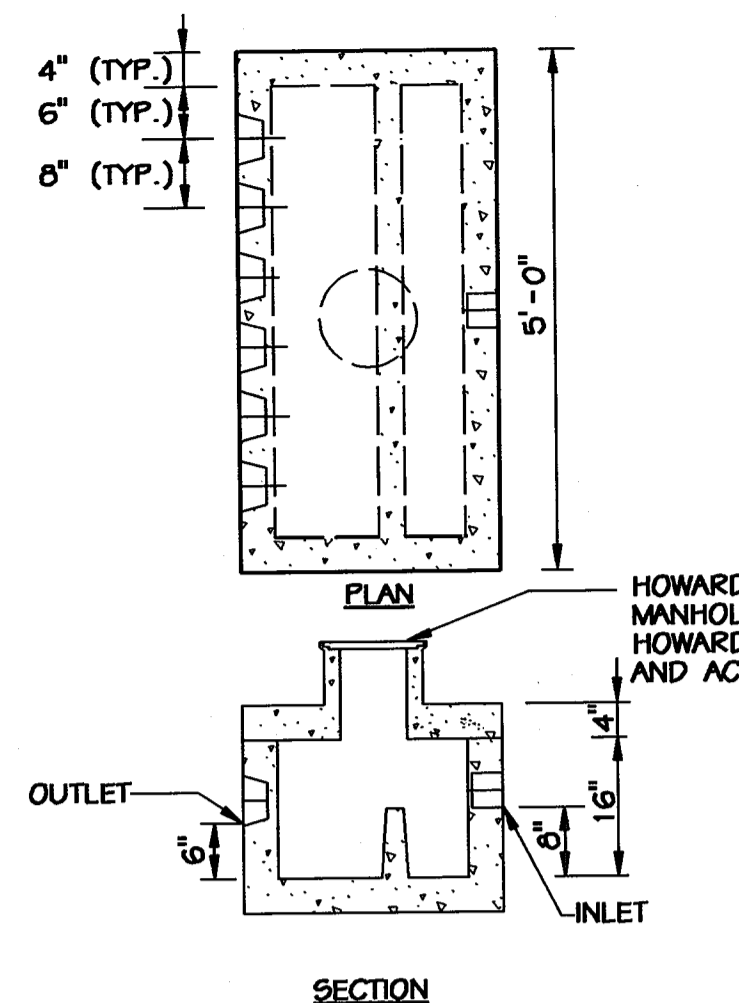 4" (TYP.)
6" (TYP.)
8" (TYP.)
5'-0"
PLAN
HOWARD
MANHOL
HOWARD
AND AC
4"
OUTLET
16"
6"
8"
INLET
SECTION